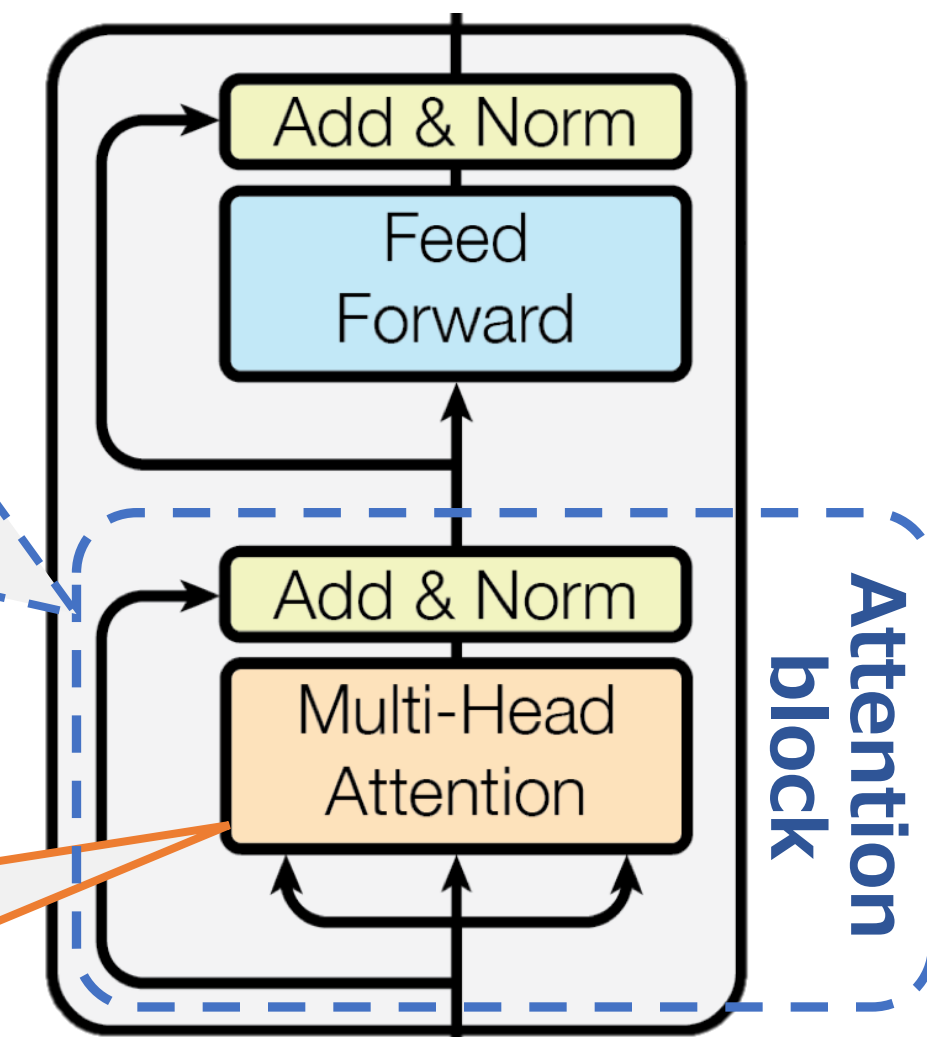 Add & Norm
Feed
Forward
Add & Norm
Multi-Head
Attention
Attention
block